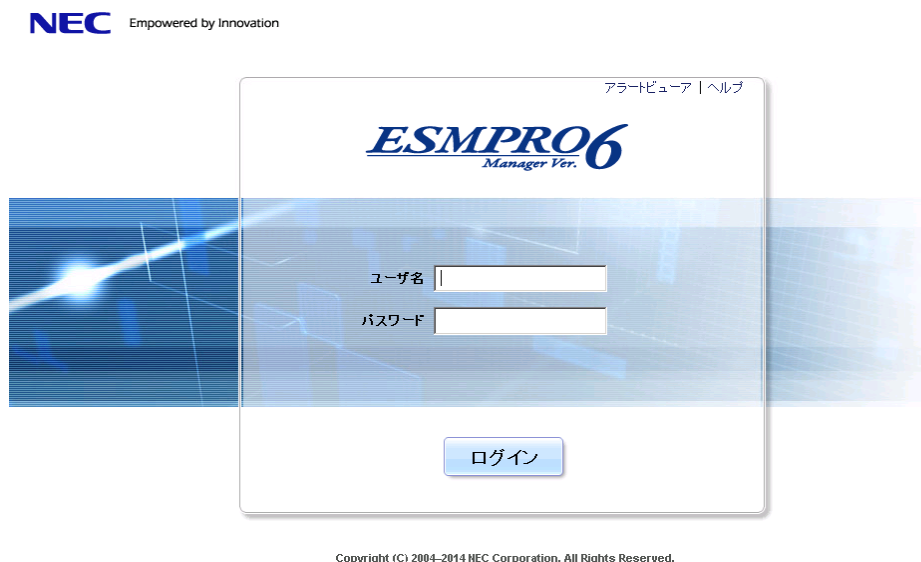 NEC Empowered by Innovation
アラートビューア | ヘルプ
ESMPRO6
Manager Ver.
ユーザ名
パスワード
ログイン
Copyright (C) 2004-2014 NEC Corporation. All Rights Reserved.